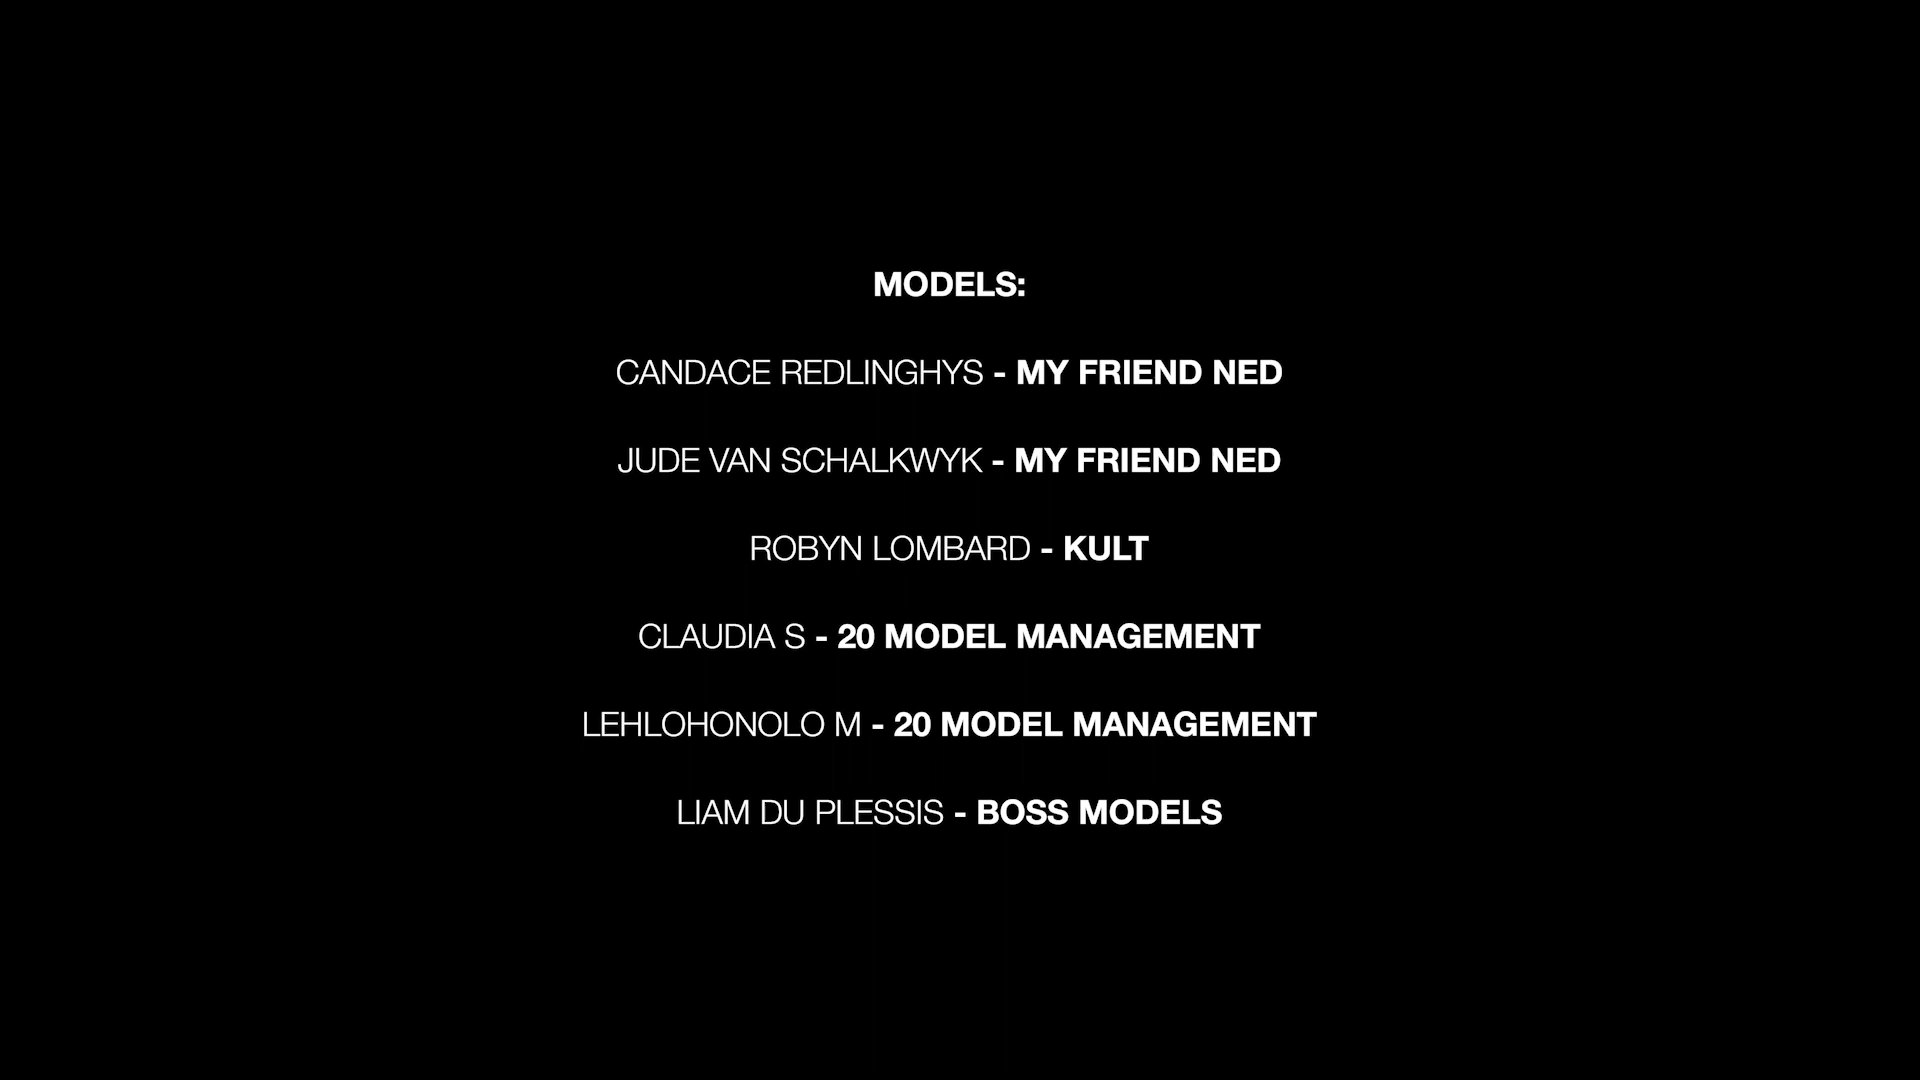 MODELS:
CANDACE REDLINGHYS - MY FRIEND NED
JUDE VAN SCHALKWYK - MY FRIEND NED
ROBYN LOMBARD - KULT
CLAUDIA S - 20 MODEL MANAGEMENT
LEHLOHONOLO M - 20 MODEL MANAGEMENT
LIAM DU PLESSIS - BOSS MODELS